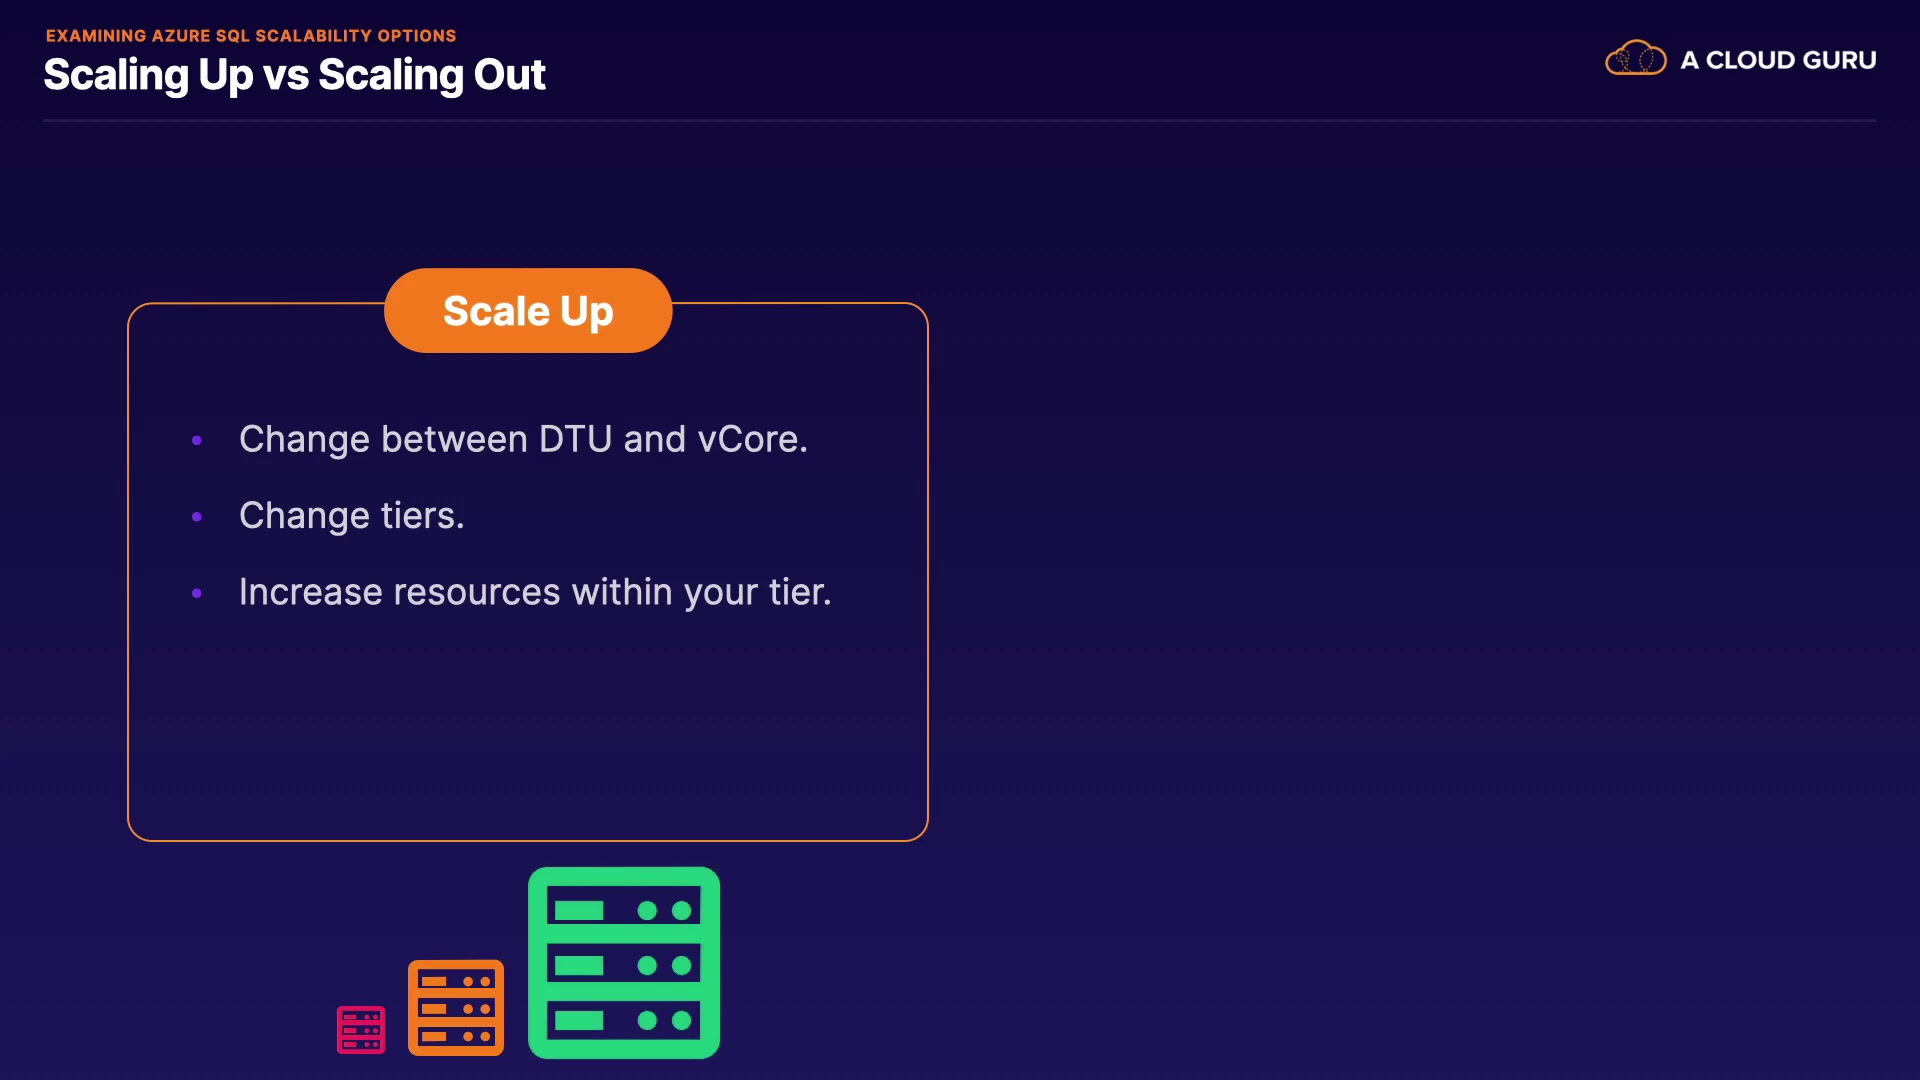 EXAMINING AZURE SQL SCALABILITY OPTIONS
Scaling Up vs Scaling Out
A CLOUD GURU
Scale Up
• Change between DTU and vCore.
• Change tiers.
• Increase resources within your tier.